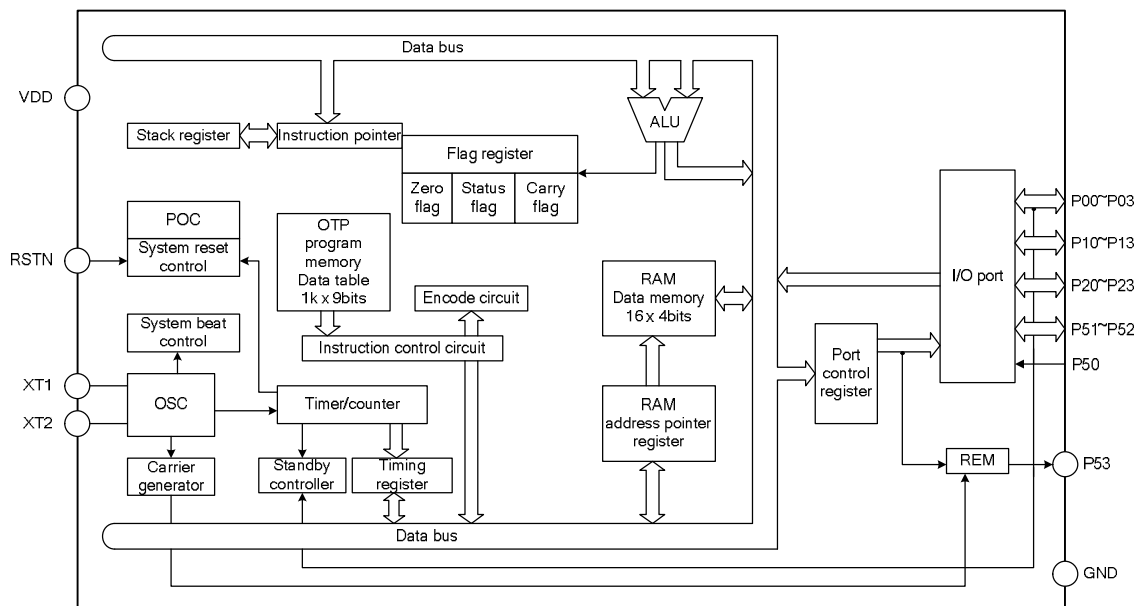 Data bus
VDD
ALU
Stack register
Instruction pointer
Flag register
Zero
flag
Status
flag
Carry
flag
POC
System reset
control
RSTN
OTP
program
memory
Data table
1k x 9bits
Encode circuit
Instruction control circuit
RAM
Data memory
16 x 4bits
I/O port
P00~P03
P10~P13
P20~P23
P51~P52
P50
System beat
control
Port
control
register
XT1
XT2
OSC
Timer/counter
RAM
address pointer
register
Carrier
generator
Standby
controller
Timing
register
REM
P53
Data bus
GND